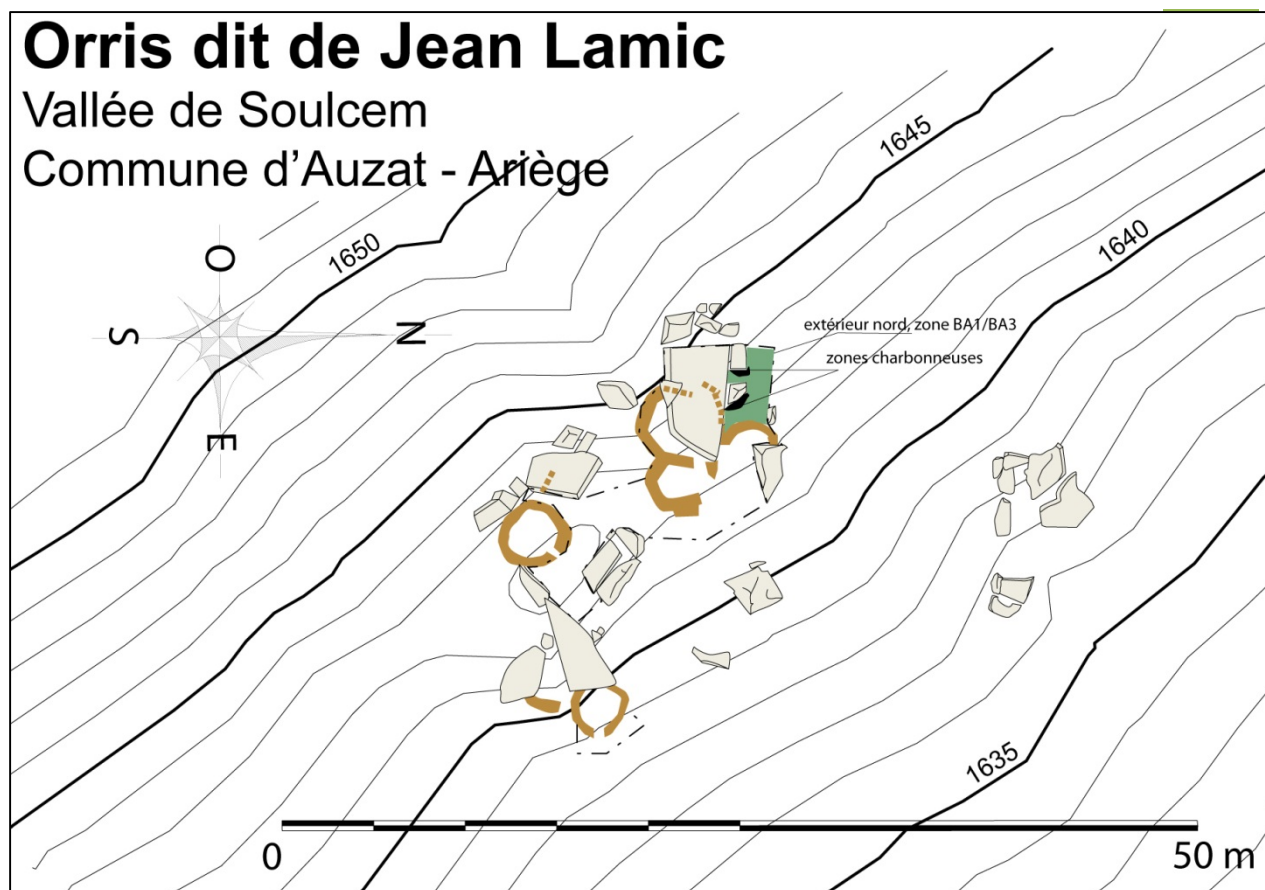 Orris dit de Jean Lamic
Vallée de Soulcem
Commune d'Auzat - Ariège
1645
1650
1640
O
S
N
E
extérieur nord, zone BA1/BA3
zones charbonneuses
1635
0
50 m